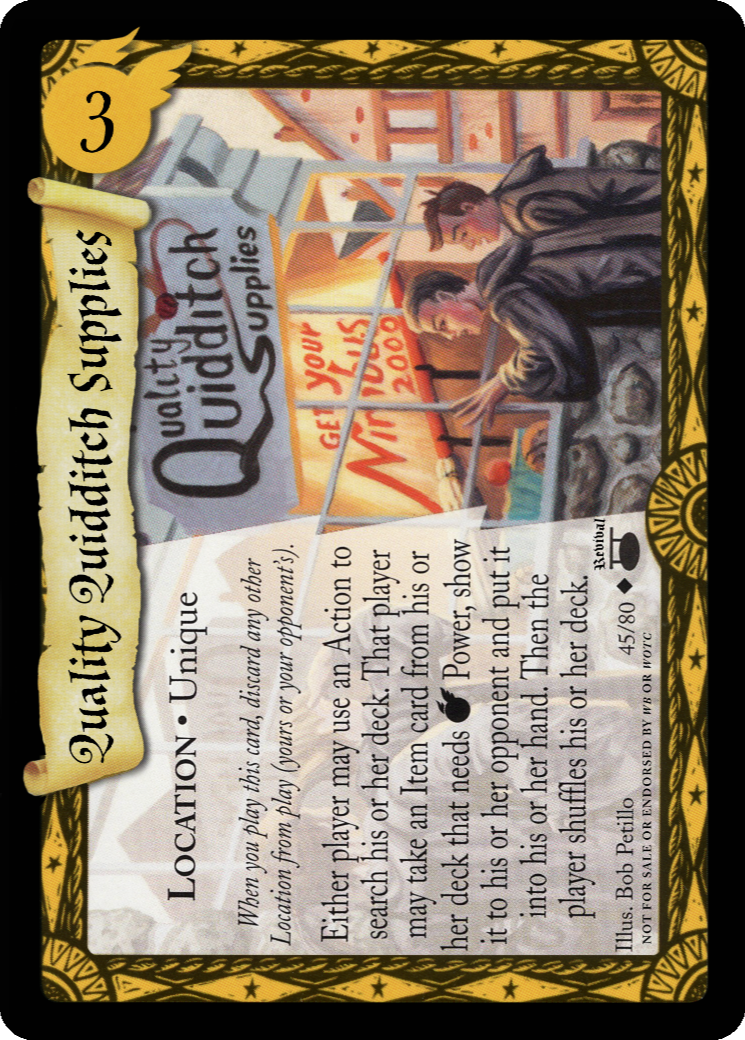 3
Quality Quidditch Supplies
Quality
Quidditch
Supplies
GET YOUR
Nimbus
2000
LOCATION • Unique
When you play this card, discard any other
Location from play (yours or your opponent's).
Either player may use an Action to
search his or her deck. That player
may take an Item card from his or
her deck that needs Power, show
it to his or her opponent and put it
into his or her hand. Then the
player shuffles his or her deck.
Revival
Illus. Bob Petillo 45/80
NOT FOR SALE OR ENDORSED BY WB OR WOTC